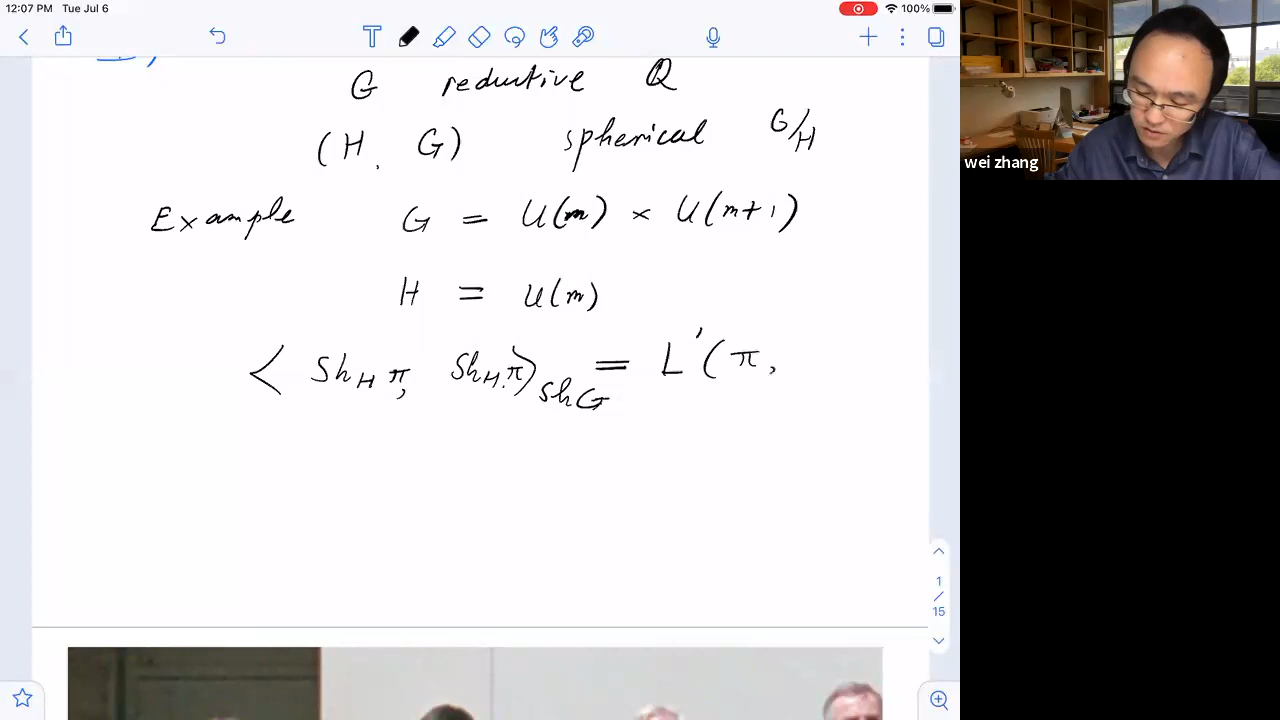 12:07 PM Tue Jul 6
100%
G reductive Q
(H, G) spherical G/H
Example G = U(m) × U(m+1)
H = U(m)
< Sh_H π, Sh_H, π >_Sh_G = L'(π,
1
/
15
wei zhang